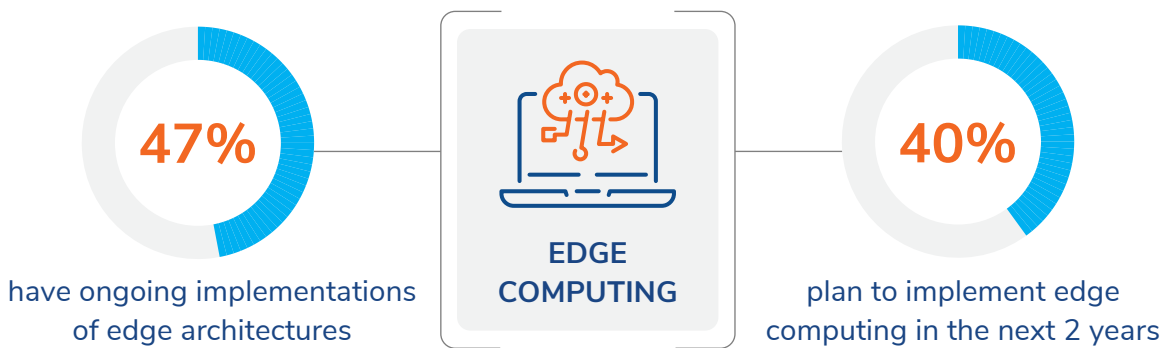 47%
have ongoing implementations
of edge architectures
EDGE
COMPUTING
40%
plan to implement edge
computing in the next 2 years